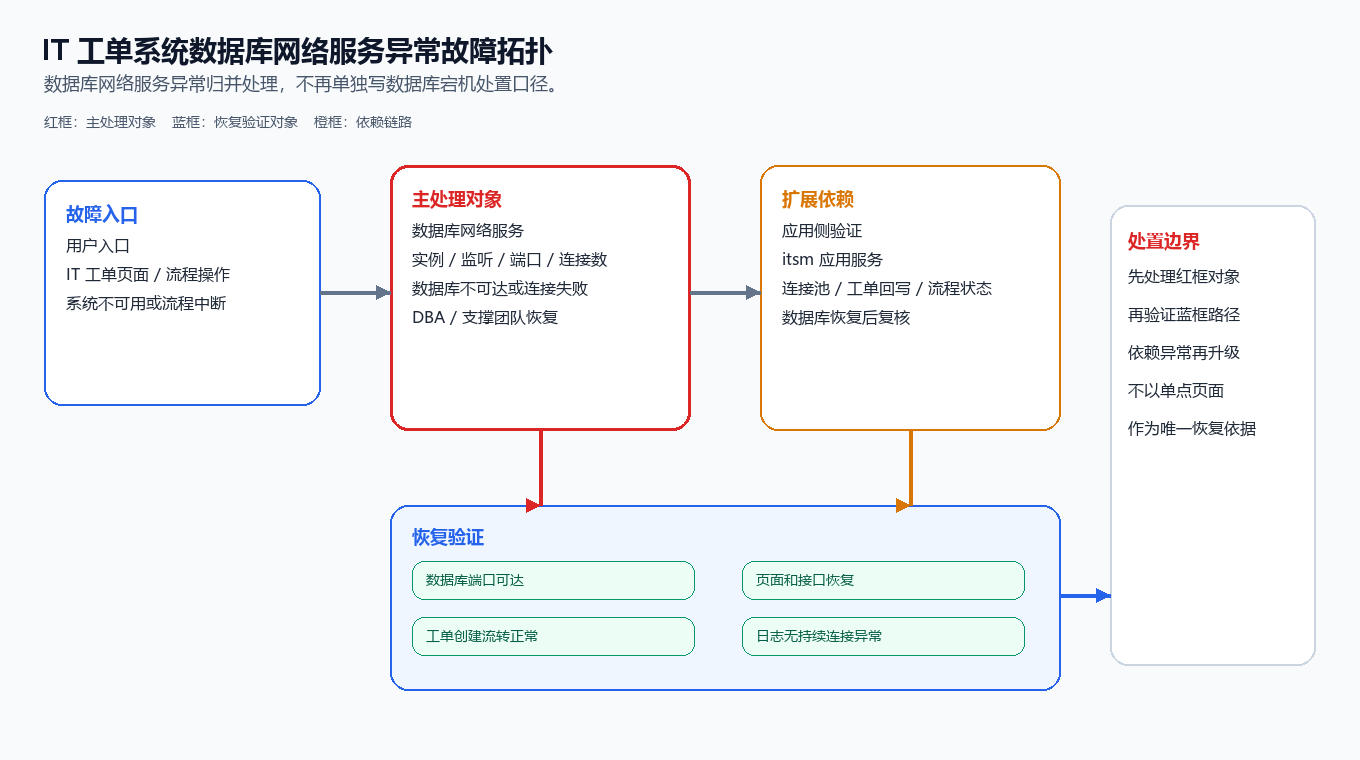 IT 工单系统数据库网络服务异常故障拓扑
数据库网络服务异常归并处理，不再单独写数据库宕机处置口径。
红框：主处理对象 蓝框：恢复验证对象 橙框：依赖链路
故障入口
用户入口
IT 工单页面 / 流程操作
系统不可用或流程中断
主处理对象
数据库网络服务
实例 / 监听 / 端口 / 连接数
数据库不可达或连接失败
DBA / 支撑团队恢复
扩展依赖
应用侧验证
itsm 应用服务
连接池 / 工单回写 / 流程状态
数据库恢复后复核
处置边界
先处理红框对象
再验证蓝框路径
依赖异常再升级
不以单点页面
作为唯一恢复依据
恢复验证
数据库端口可达
页面和接口恢复
工单创建流转正常
日志无持续连接异常